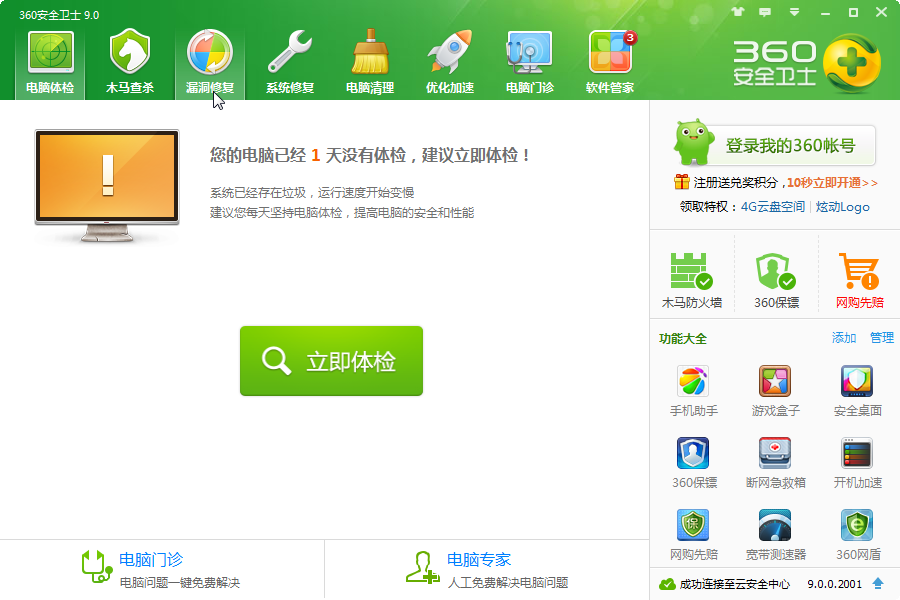 360安全卫士 9.0
电脑体检
木马查杀
漏洞修复
系统修复
电脑清理
优化加速
电脑门诊
3
软件管家
360
安全卫士
您的电脑已经 1 天没有体检，建议立即体检！
系统已经存在垃圾，运行速度开始变慢
建议您每天坚持电脑体检，提高电脑的安全和性能
立即体检
电脑门诊
电脑问题一键免费解决
电脑专家
人工免费解决电脑问题
登录我的360帐号
注册送兑奖积分，10秒立即开通>>
领取特权：4G云盘空间 | 炫动Logo
木马防火墙
360保镖
网购先赔
功能大全
添加 管理
手机助手
游戏盒子
安全桌面
360保镖
断网急救箱
开机加速
保
网购先赔
宽带测速器
360网盾
成功连接至云安全中心 9.0.0.2001